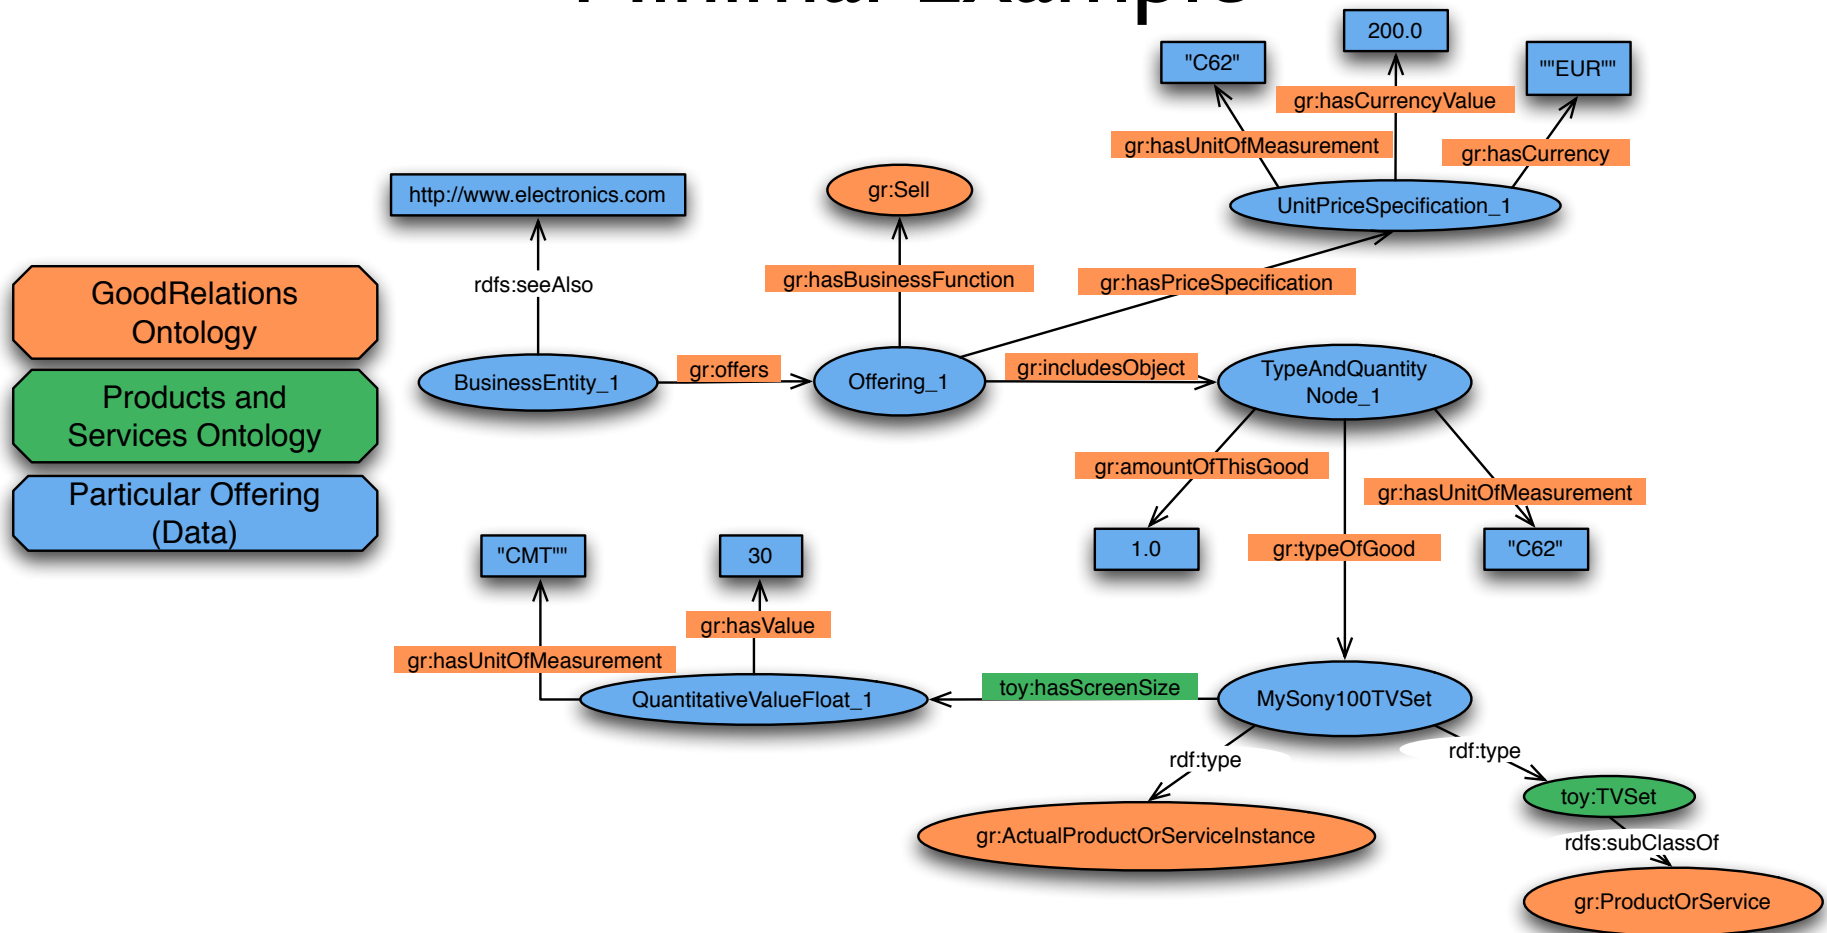 Minimal Example
200.0
"C62"
""EUR""
gr:hasCurrencyValue
gr:hasUnitOfMeasurement
gr:hasCurrency
http://www.electronics.com
gr:Sell
UnitPriceSpecification_1
rdfs:seeAlso
gr:hasBusinessFunction
gr:hasPriceSpecification
GoodRelations
Ontology
BusinessEntity_1
gr:offers
Offering_1
gr:includesObject
TypeAndQuantity
Node_1
Products and
Services Ontology
gr:amountOfThisGood
gr:hasUnitOfMeasurement
Particular Offering
(Data)
"CMT""
30
1.0
gr:typeOfGood
"C62"
gr:hasValue
gr:hasUnitOfMeasurement
QuantitativeValueFloat_1
toy:hasScreenSize
MySony100TVSet
rdf:type
rdf:type
toy:TVSet
gr:ActualProductOrServiceInstance
rdfs:subClassOf
gr:ProductOrService